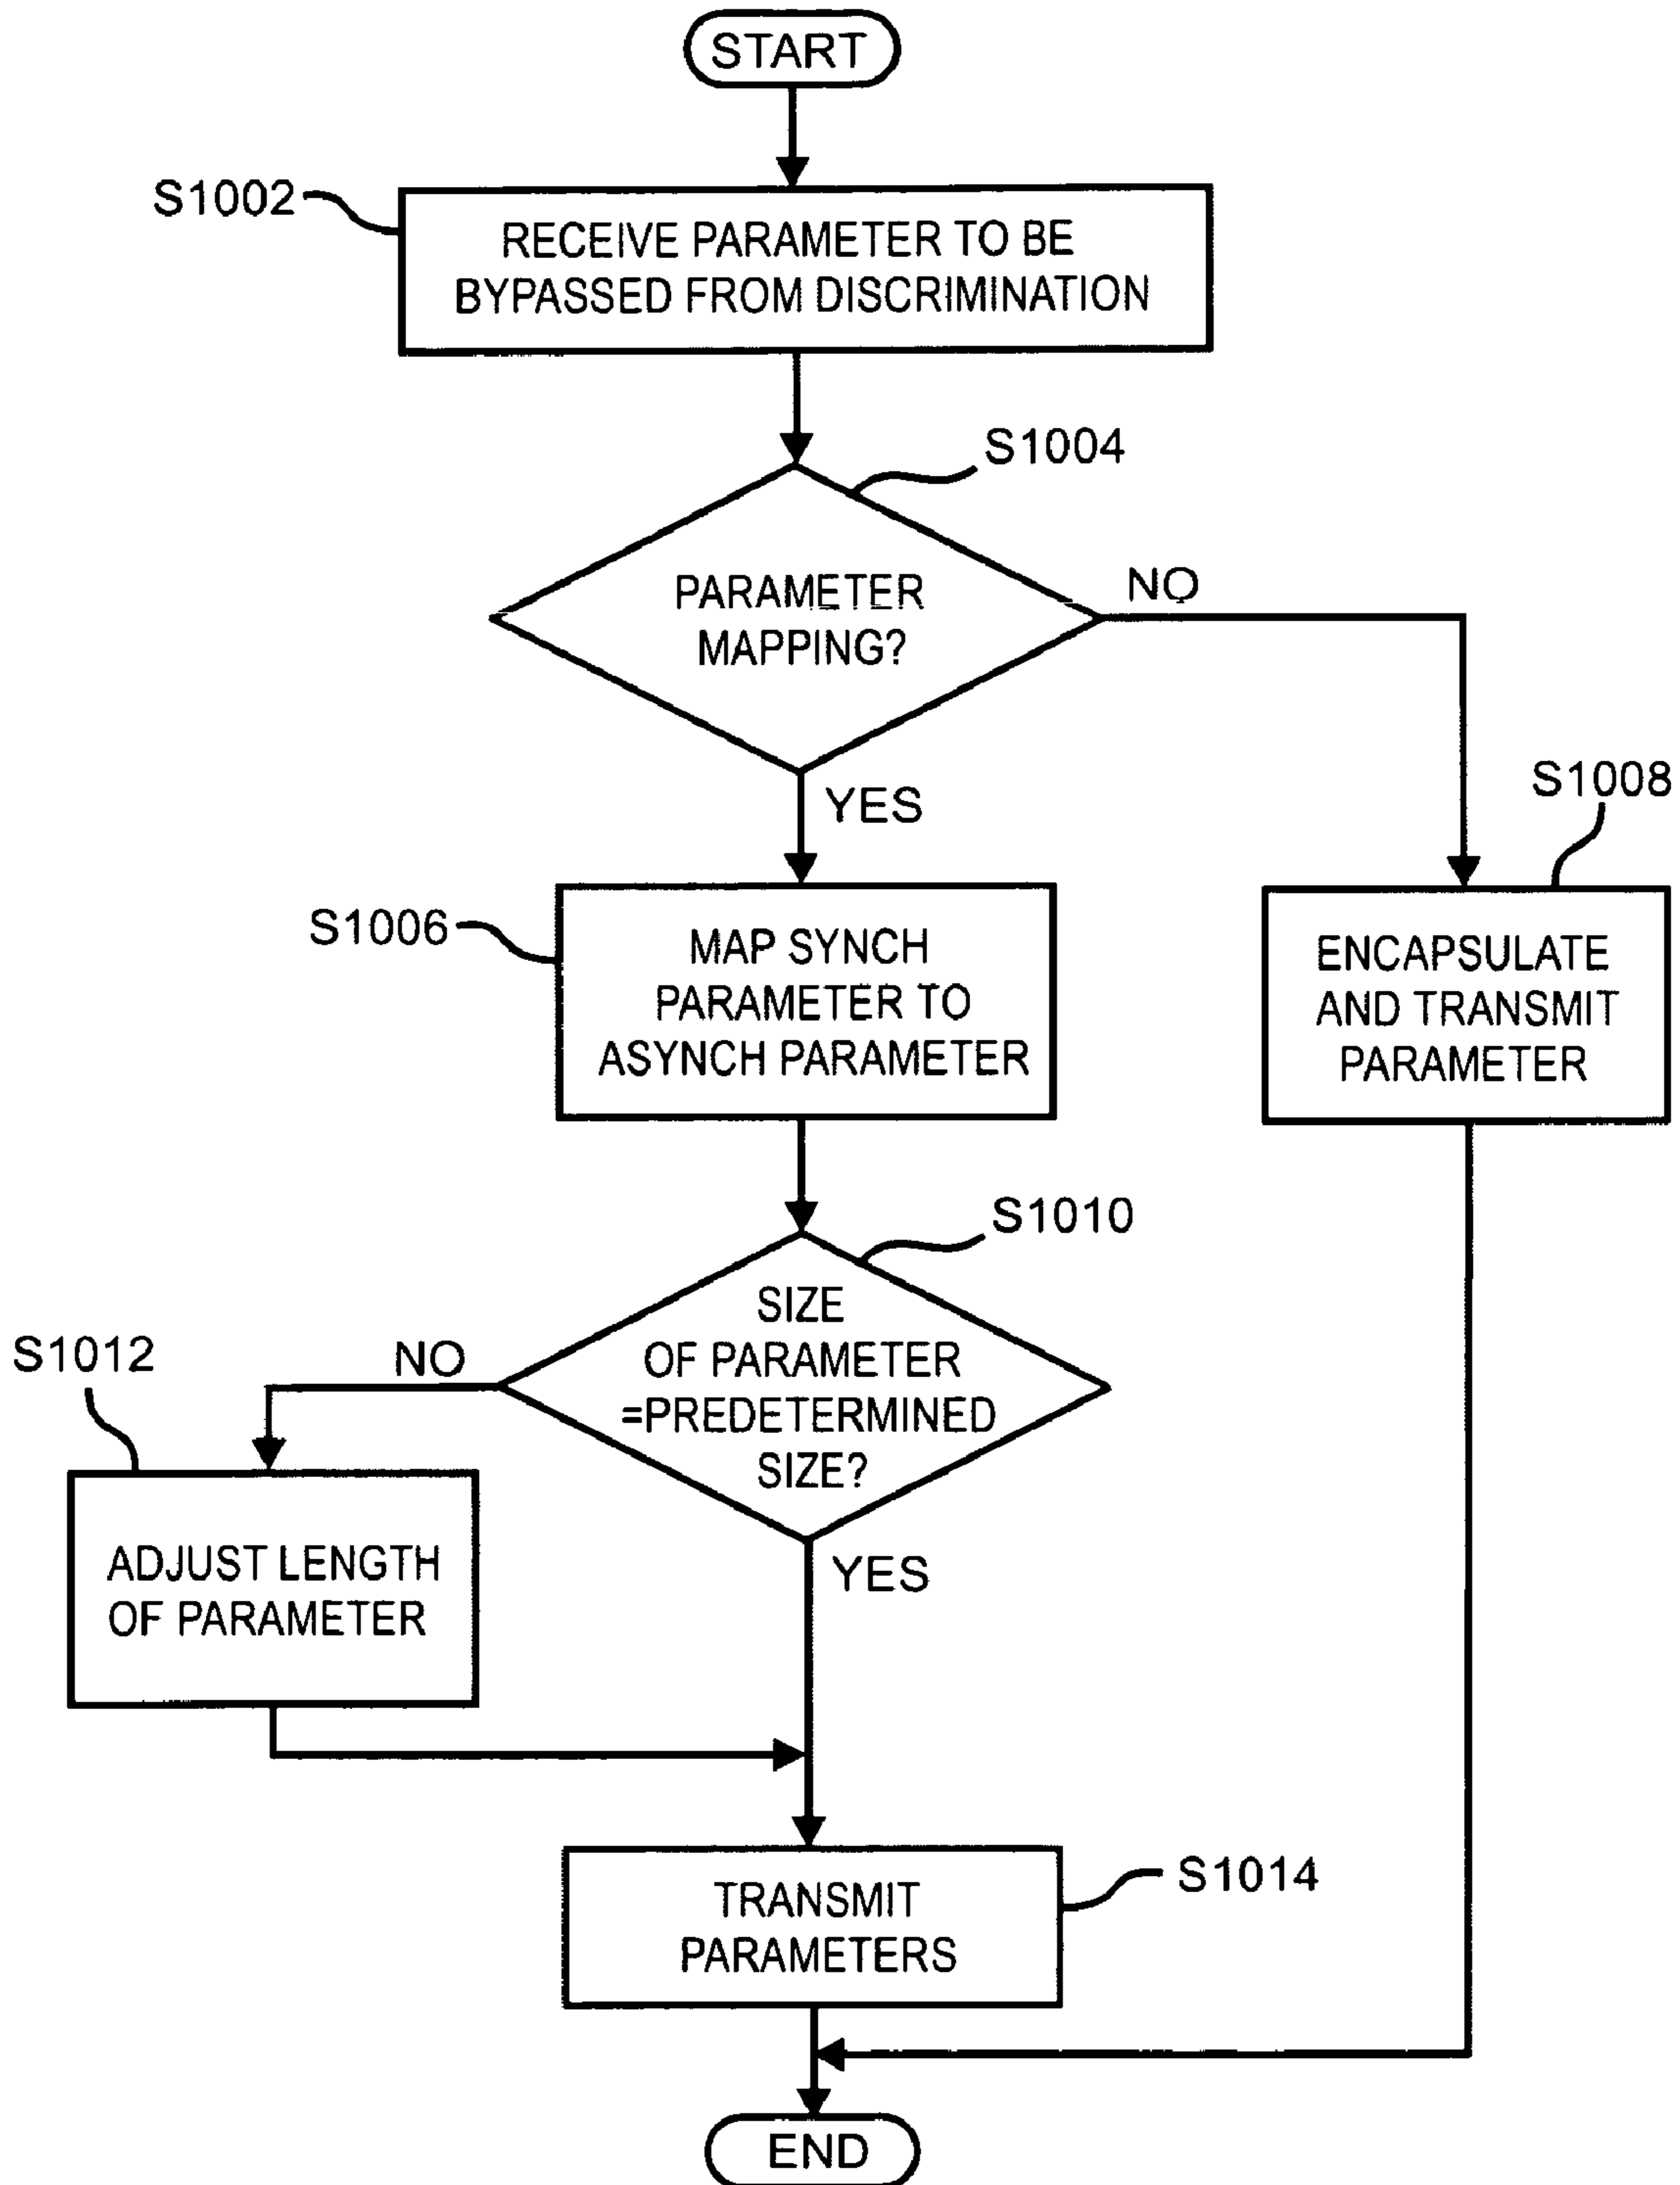 START
S1002
RECEIVE PARAMETER TO BE
BYPASSED FROM DISCRIMINATION
S1004
PARAMETER
MAPPING?
NO
YES
S1008
S1006
MAP SYNCH
PARAMETER TO
ASYNCH PARAMETER
ENCAPSULATE
AND TRANSMIT
PARAMETER
S1010
SIZE
OF PARAMETER
=PREDETERMINED
SIZE?
NO
S1012
YES
ADJUST LENGTH
OF PARAMETER
TRANSMIT
PARAMETERS
S1014
END